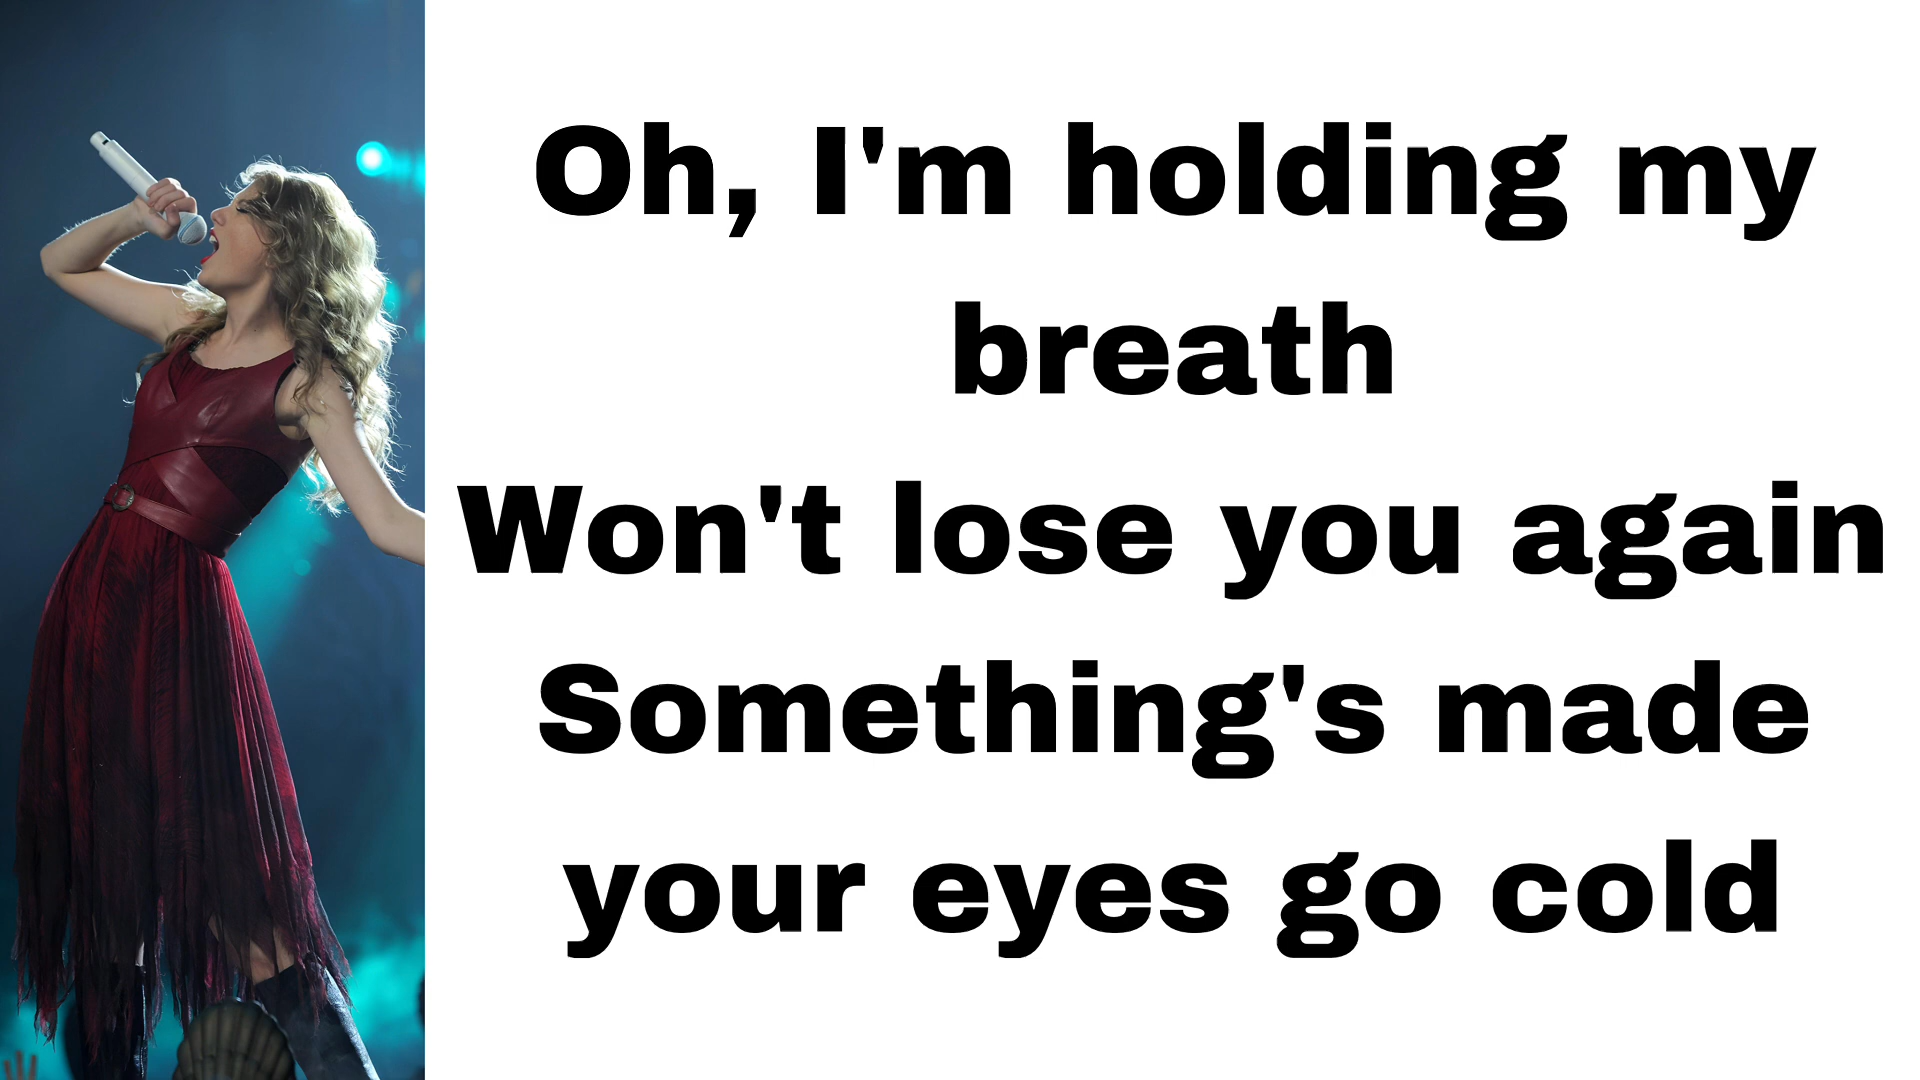 Oh, I'm holding my
breath
Won't lose you again
Something's made
your eyes go cold